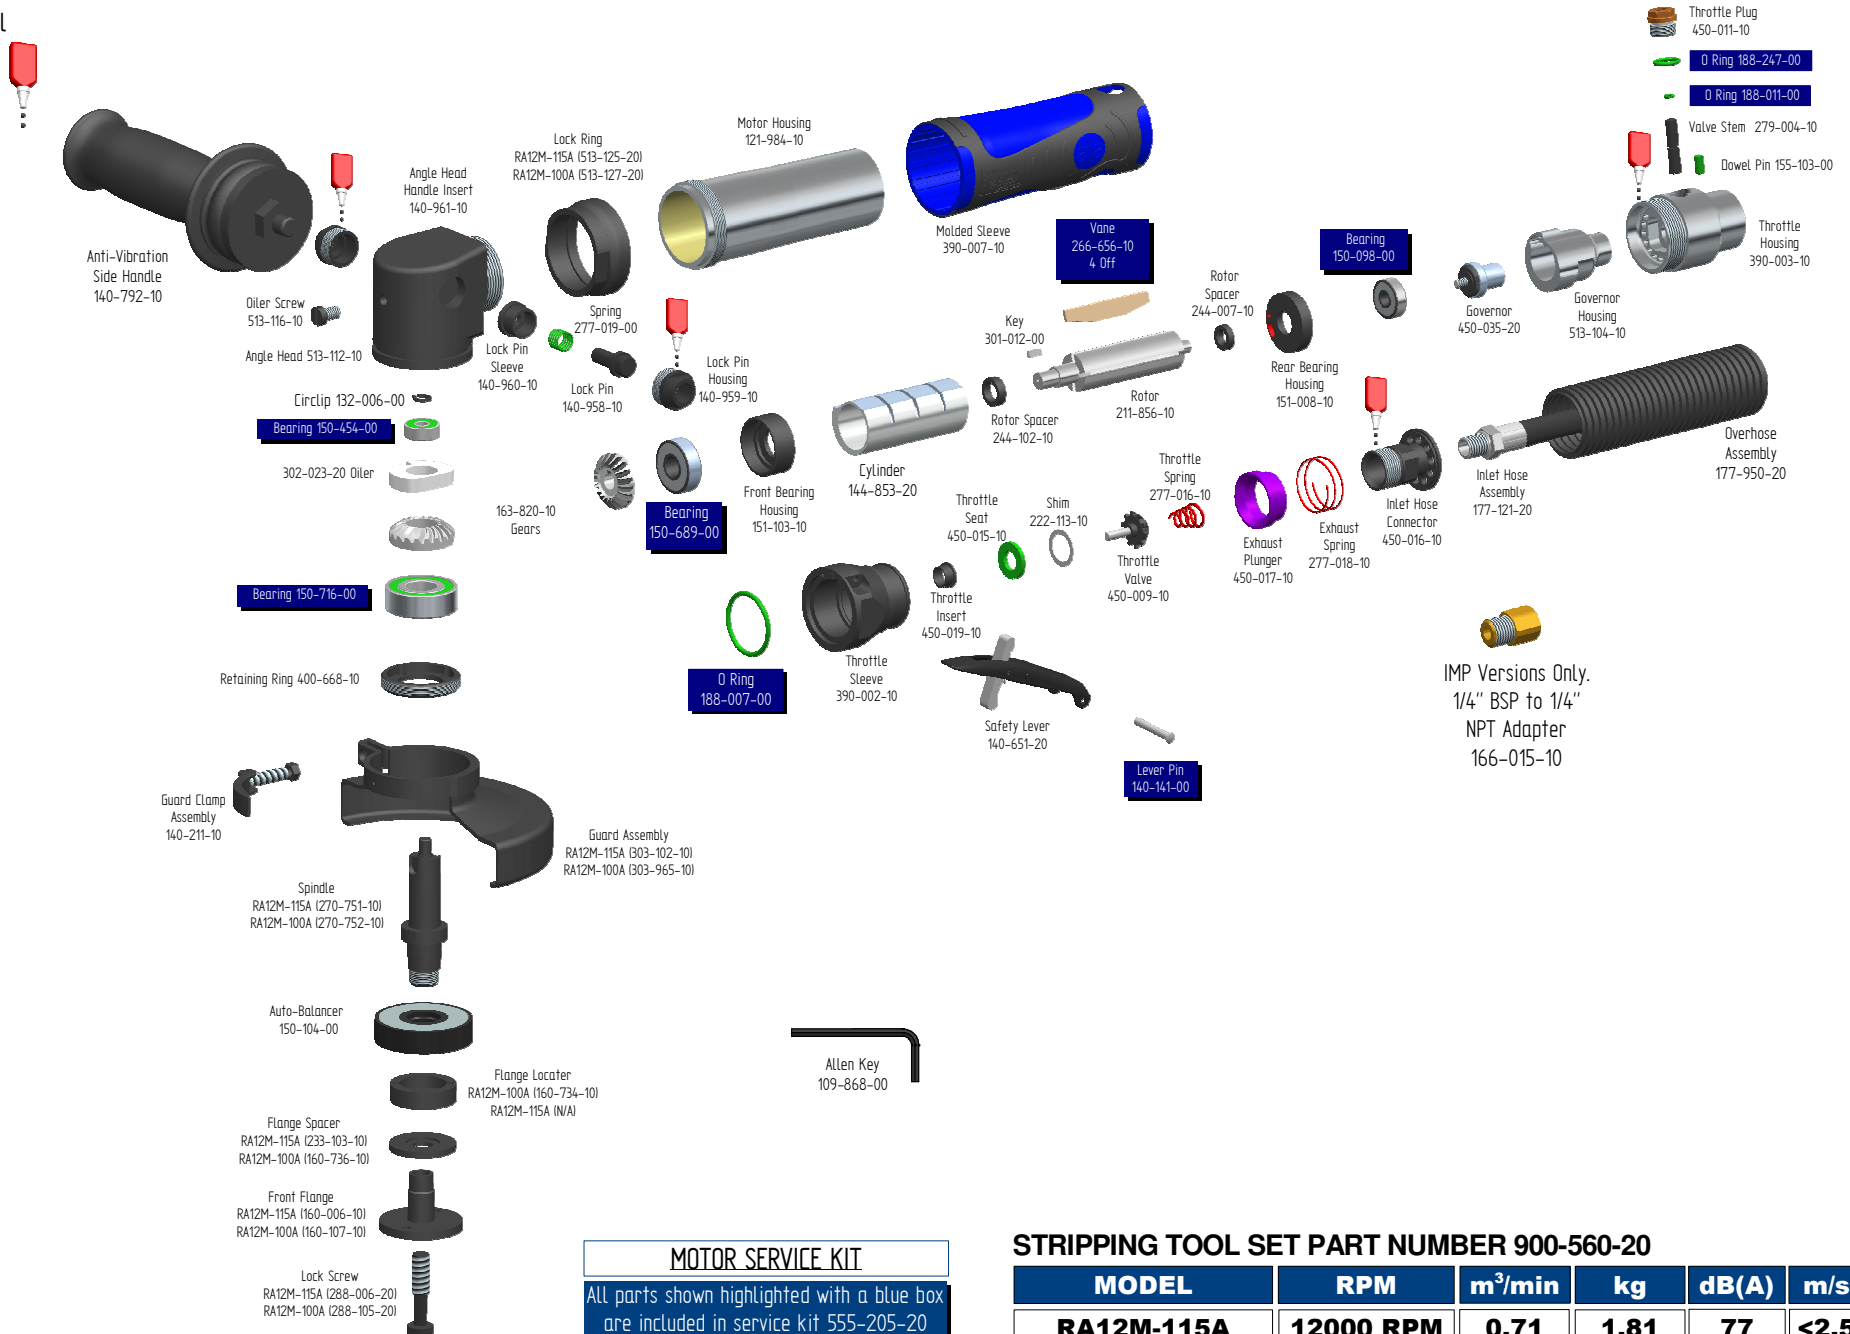 l
Throttle Plug
450-011-10
O Ring 188-247-00
O Ring 188-011-00
Valve Stem 279-004-10
Dowel Pin 155-103-00
Throttle
Housing
390-003-10
Anti-Vibration
Side Handle
140-792-10
Angle Head
Handle Insert
140-961-10
Lock Ring
RA12M-115A (513-125-20)
RA12M-100A (513-127-20)
Motor Housing
121-984-10
Molded Sleeve
390-007-10
Vane
266-656-10
4 Off
Bearing
150-098-00
Governor
450-035-20
Governor
Housing
513-104-10
Oiler Screw
513-116-10
Angle Head 513-112-10
Spring
277-019-00
Lock Pin
Sleeve
140-960-10
Lock Pin
140-958-10
Lock Pin
Housing
140-959-10
Key
301-012-00
Rotor
Spacer
244-007-10
Rear Bearing
Housing
151-008-10
Rotor
211-856-10
Rotor Spacer
244-102-10
Circlip 132-006-00
Bearing 150-454-00
302-023-20 Oiler
163-820-10
Gears
Bearing
150-689-00
Front Bearing
Housing
151-103-10
Cylinder
144-853-20
Throttle
Seat
450-015-10
Shim
222-113-10
Throttle
Spring
277-016-10
Throttle
Valve
450-009-10
Exhaust
Plunger
450-017-10
Exhaust
Spring
277-018-10
Inlet Hose
Connector
450-016-10
Inlet Hose
Assembly
177-121-20
Overhose
Assembly
177-950-20
Bearing 150-716-00
Retaining Ring 400-668-10
O Ring
188-007-00
Throttle
Sleeve
390-002-10
Throttle
Insert
450-019-10
Safety Lever
140-651-20
Lever Pin
140-141-00
IMP Versions Only.
1/4" BSP to 1/4"
NPT Adapter
166-015-10
Guard Clamp
Assembly
140-211-10
Guard Assembly
RA12M-115A (303-102-10)
RA12M-100A (303-965-10)
Spindle
RA12M-115A (270-751-10)
RA12M-100A (270-752-10)
Auto-Balancer
150-104-00
Flange Locater
RA12M-100A (160-734-10)
RA12M-115A (N/A)
Allen Key
109-868-00
Flange Spacer
RA12M-115A (233-103-10)
RA12M-100A (160-736-10)
Front Flange
RA12M-115A (160-006-10)
RA12M-100A (160-107-10)
Lock Screw
RA12M-115A (288-006-20)
RA12M-100A (288-105-20)
MOTOR SERVICE KIT
All parts shown highlighted with a blue box
are included in service kit 555-205-20
STRIPPING TOOL SET PART NUMBER 900-560-20
MODEL RPM m³/min kg dB(A) m/s
RA12M-115A 12000 RPM 0.71 1.81 77 <2.5